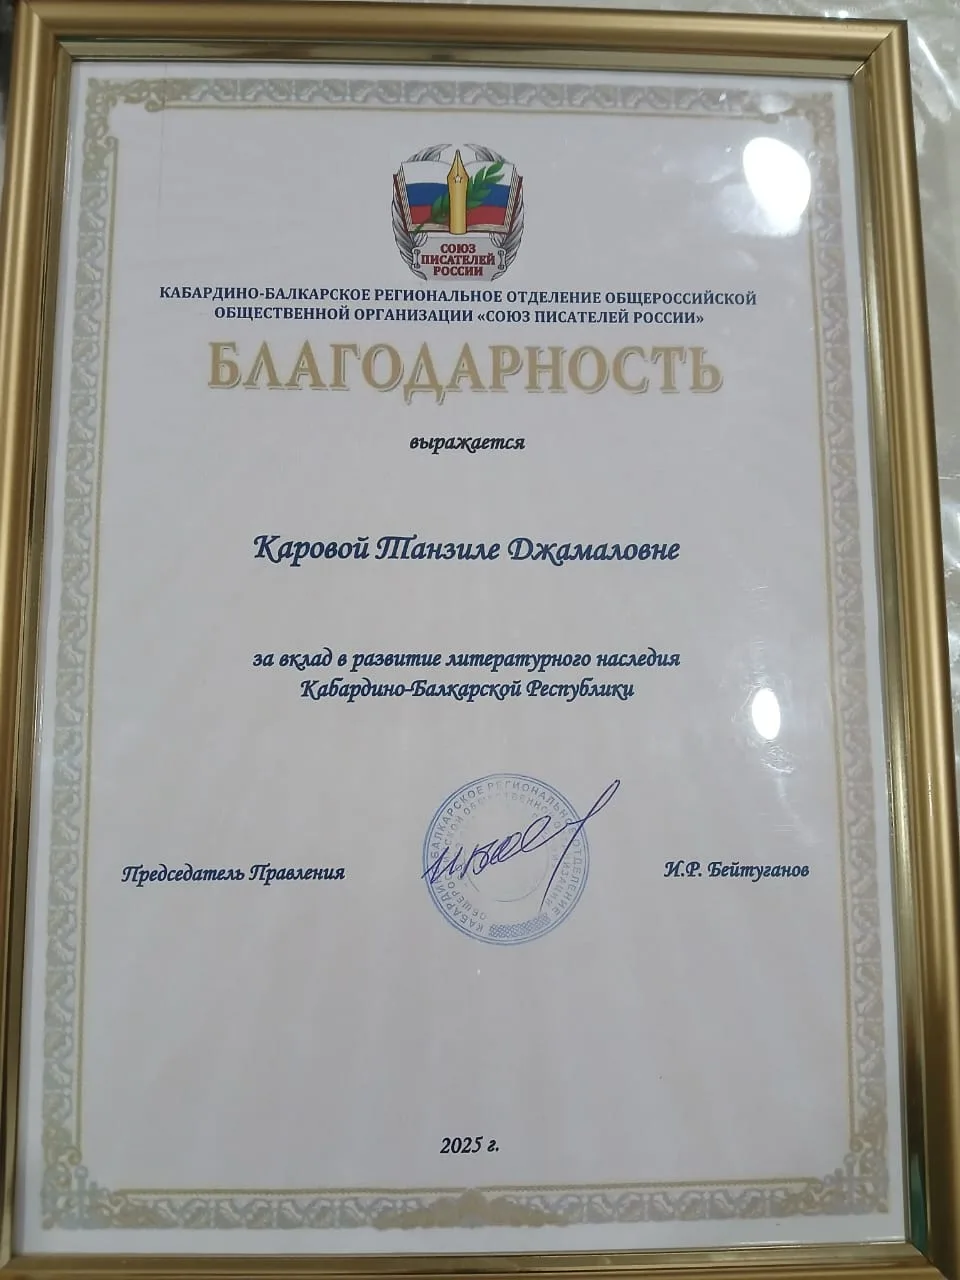 СОЮЗ
ПИСАТЕЛЕЙ
РОССИИ
КАБАРДИНО-БАЛКАРСКОЕ РЕГИОНАЛЬНОЕ ОТДЕЛЕНИЕ ОБЩЕРОССИЙСКОЙ
ОБЩЕСТВЕННОЙ ОРГАНИЗАЦИИ «СОЮЗ ПИСАТЕЛЕЙ РОССИИ»
БЛАГОДАРНОСТЬ
выражается
Каровой Танзиле Джамаловне
за вклад в развитие литературного наследия
Кабардино-Балкарской Республики
Председатель Правления
И.Р. Бейтуганов
2025 г.